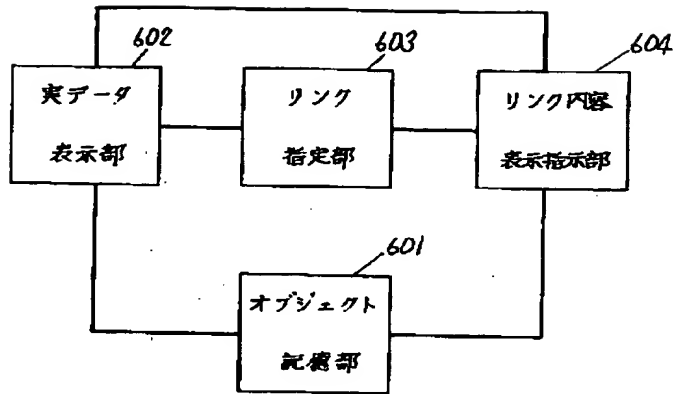 602
603
604
実データ
表示部
リンク
指定部
リンク内容
表示指示部
601
オブジェクト
記憶部